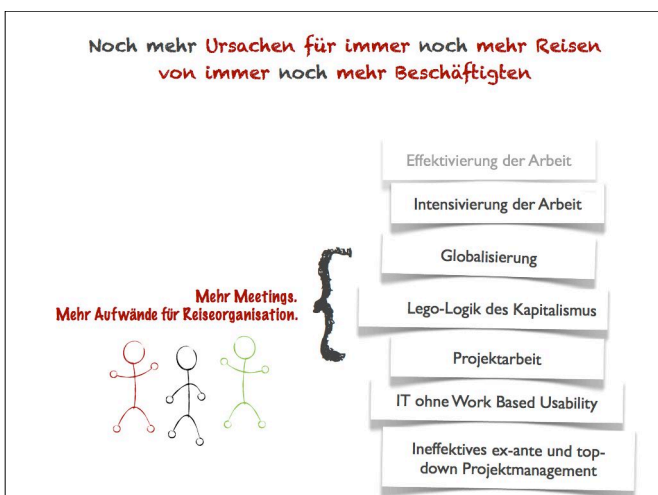 Noch mehr Ursachen für immer noch mehr Reisen
von immer noch mehr Beschäftigten
Effektivierung der Arbeit
Intensivierung der Arbeit
Globalisierung
Mehr Meetings.
Mehr Aufwände für Reiseorganisation.
Lego-Logik des Kapitalismus
Projektarbeit
IT ohne Work Based Usability
Ineffektives ex-ante und top-
down Projektmanagement